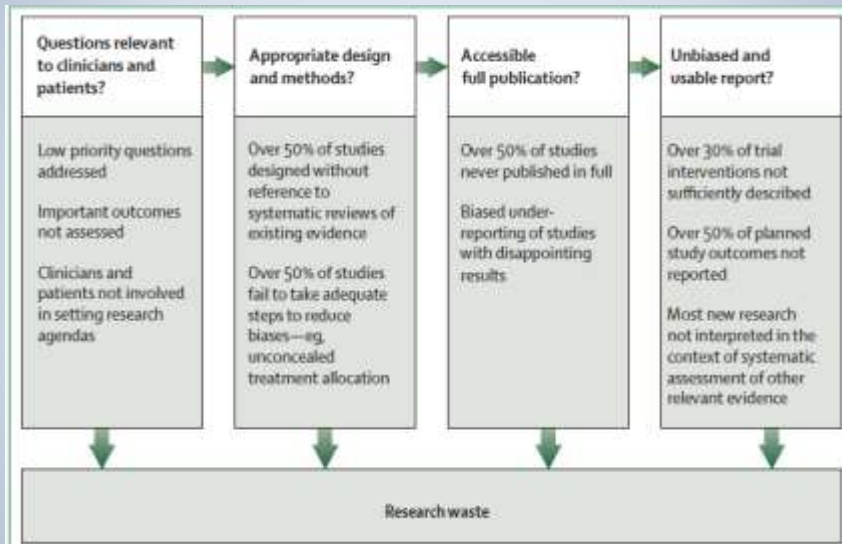 Questions relevant
to clinicians and
patients?
Low priority questions
addressed
Important outcomes
not assessed
Clinicians and
patients not involved
in setting research
agendas
Appropriate design
and methods?
Over 50% of studies
designed without
reference to
systematic reviews of
existing evidence
Over 50% of studies
fail to take adequate
steps to reduce
biases—eg,
unconcealed
treatment allocation
Accessible
full publication?
Over 50% of studies
never published in full
Biased under-
reporting of studies
with disappointing
results
Unbiased and
usable report?
Over 30% of trial
interventions not
sufficiently described
Over 50% of planned
study outcomes not
reported
Most new research
not interpreted in the
context of systematic
assessment of other
relevant evidence
Research waste